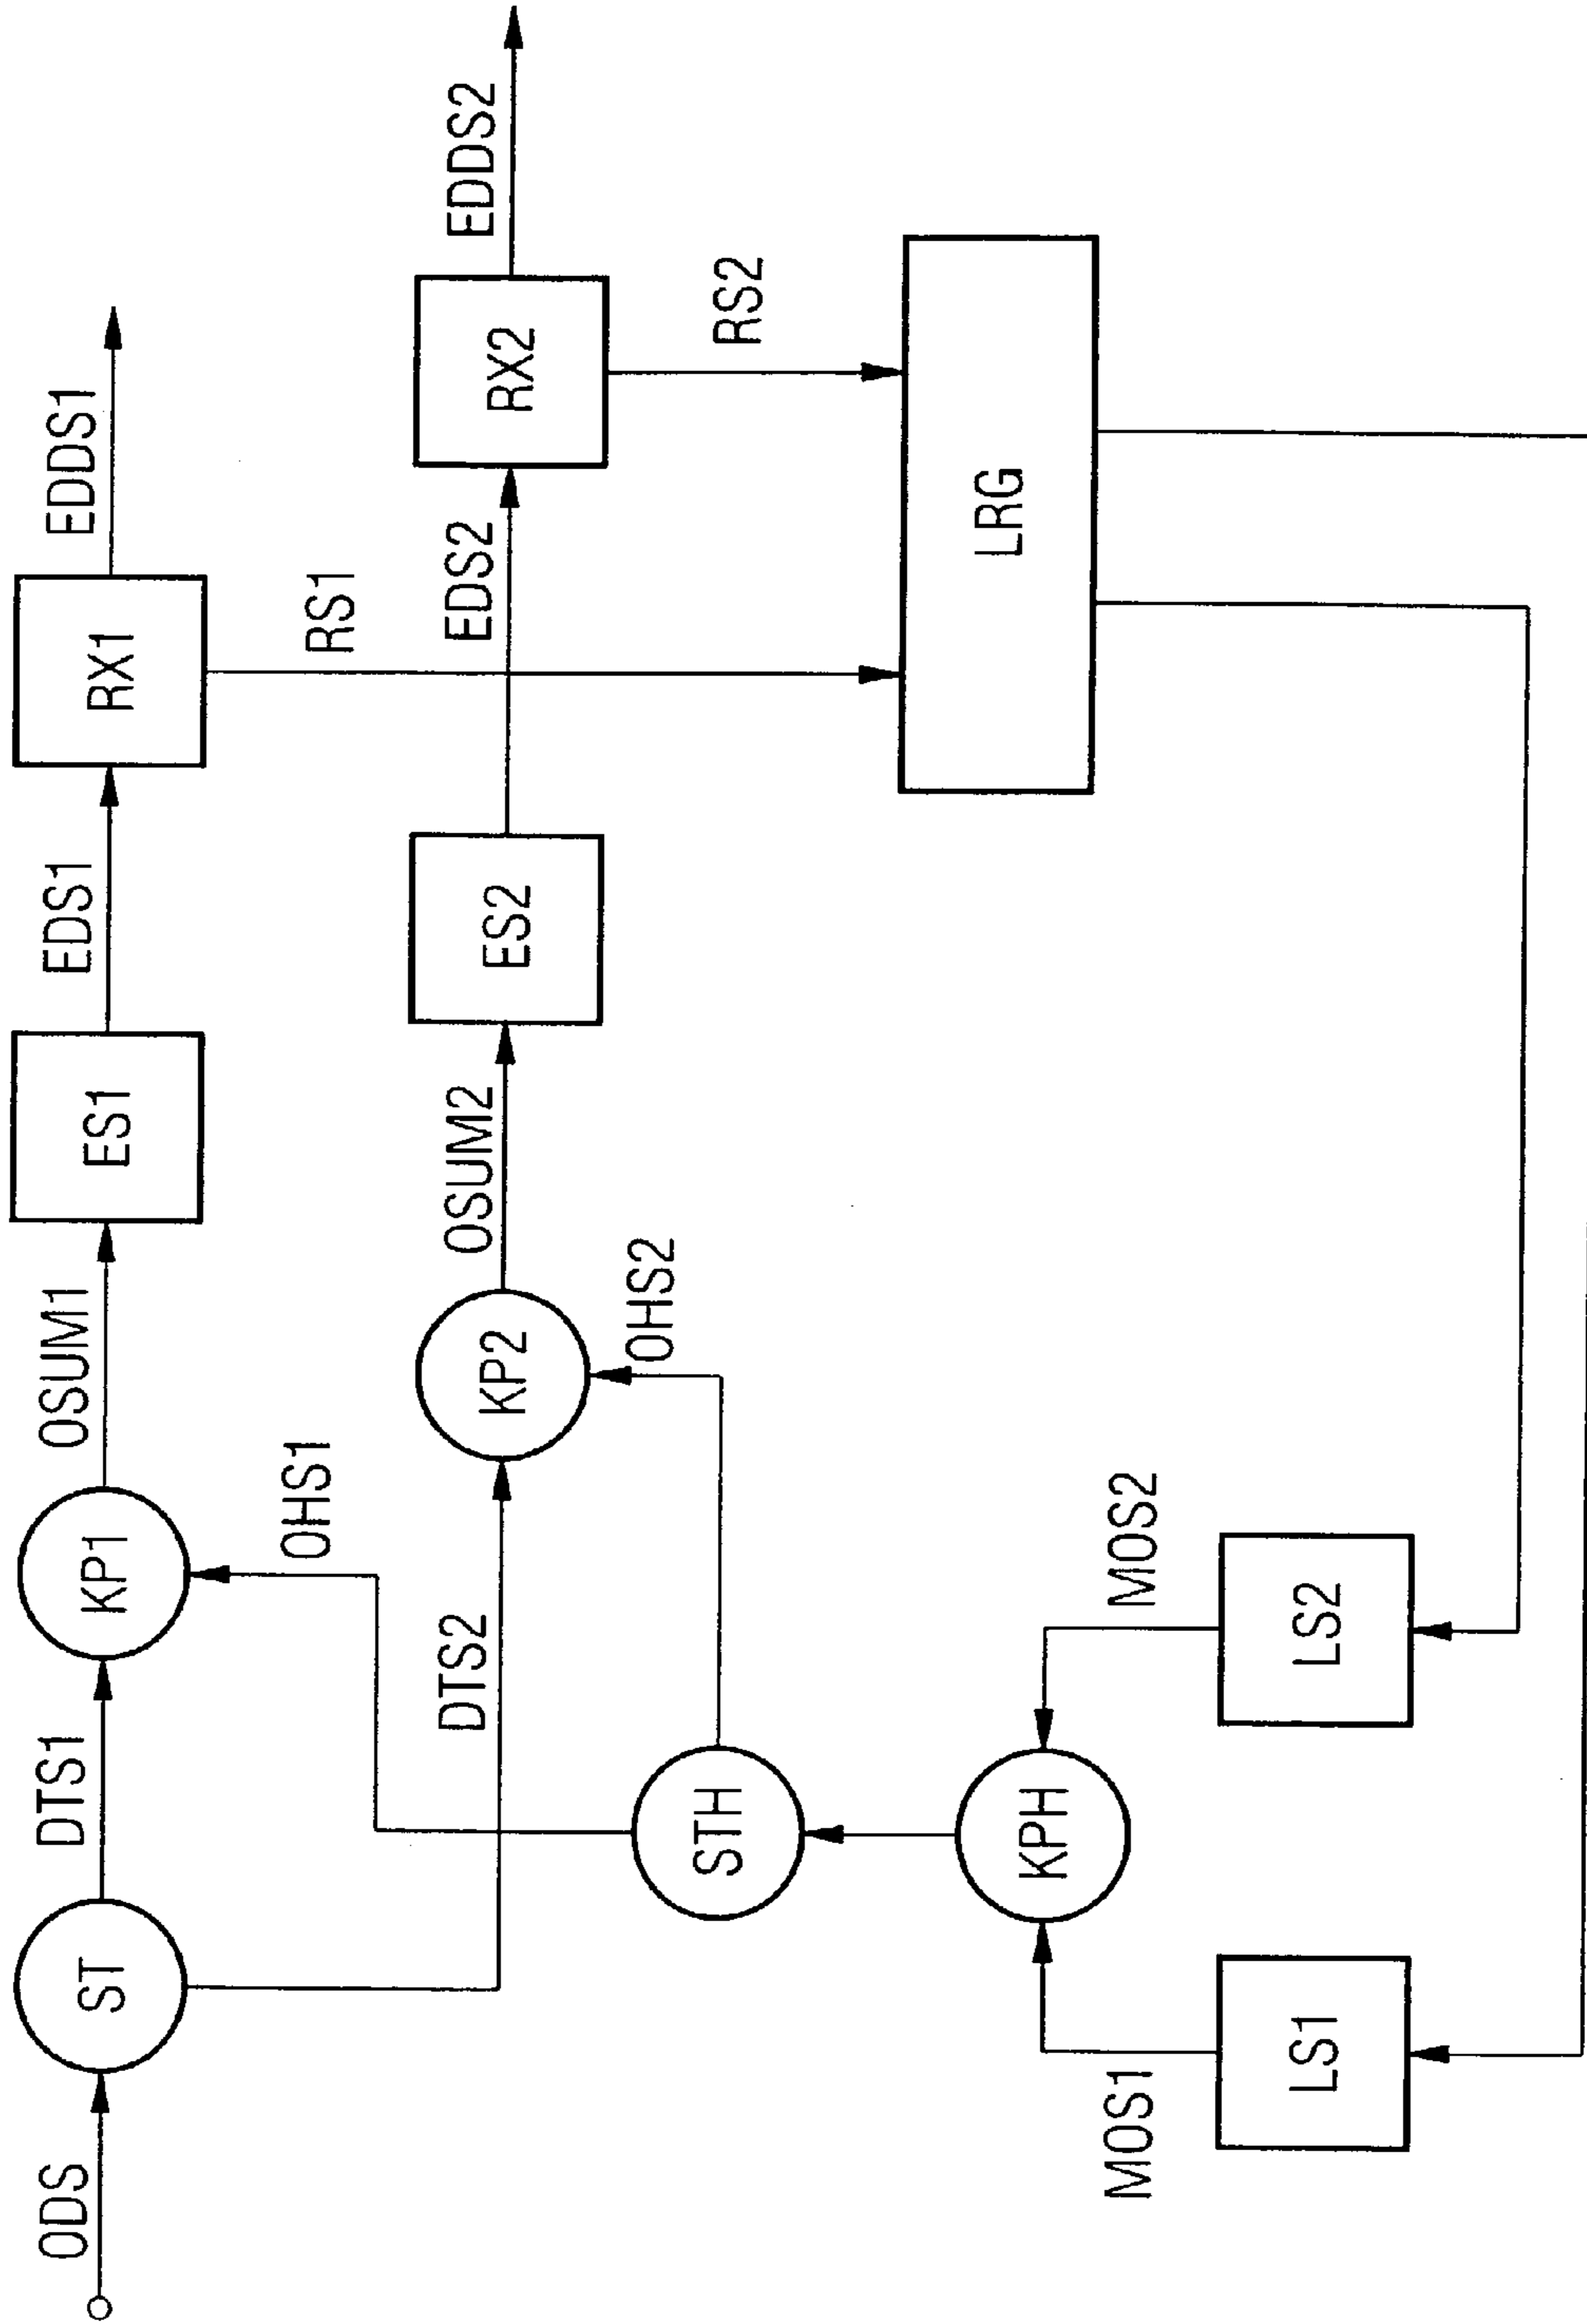 ODS
ST
DTS1
KP1
OSUM1
ES1
EDS1
RX1
EDDS1
OHS1
RS1
DTS2
KP2
OSUM2
ES2
EDS2
RX2
EDDS2
OHS2
RS2
STH
KPH
LRG
MOS1
MOS2
LS1
LS2